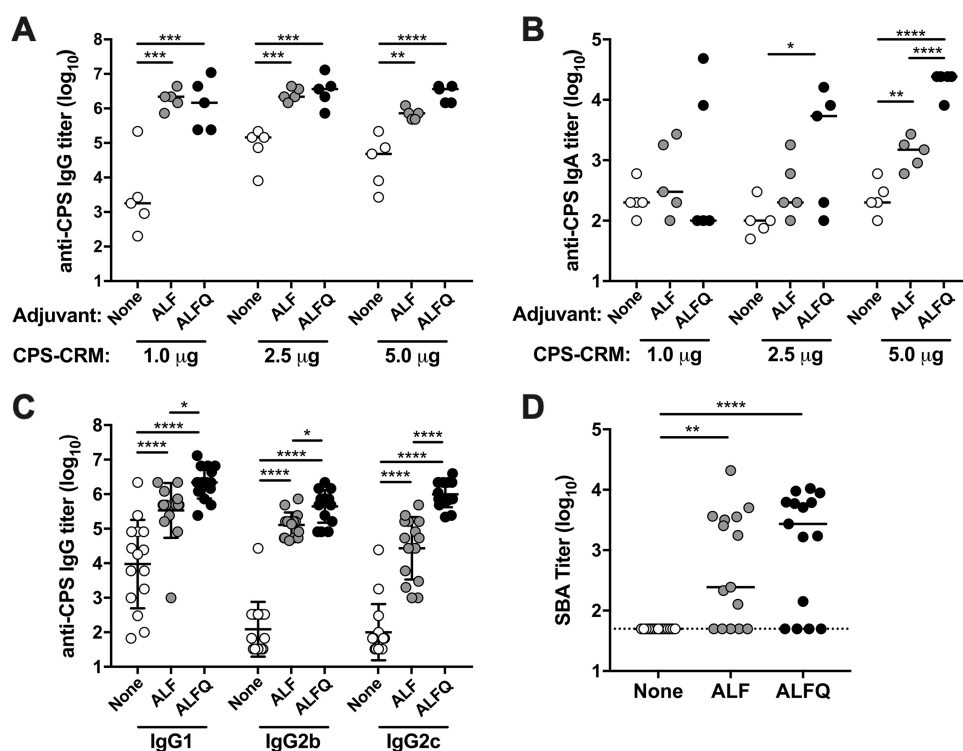 A
anti-CPS IgG titer (log10)
8
7
6
5
4
3
2
1
*** *** ****
*** *** **
None ALF ALFQ None ALF ALFQ None ALF ALFQ
Adjuvant:
CPS-CRM: 1.0 μg 2.5 μg 5.0 μg
B
anti-CPS IgA titer (log10)
5
4
3
2
1
* **** **** **
None ALF ALFQ None ALF ALFQ None ALF ALFQ
Adjuvant:
CPS-CRM: 1.0 μg 2.5 μg 5.0 μg
C
anti-CPS IgG titer (log10)
8
7
6
5
4
3
2
1
* **** ****
* **** ****
**** **** ****
None ALF ALFQ None ALF ALFQ None ALF ALFQ
IgG1 IgG2b IgG2c
D
SBA Titer (log10)
5
4
3
2
1
****
**
None ALF ALFQ